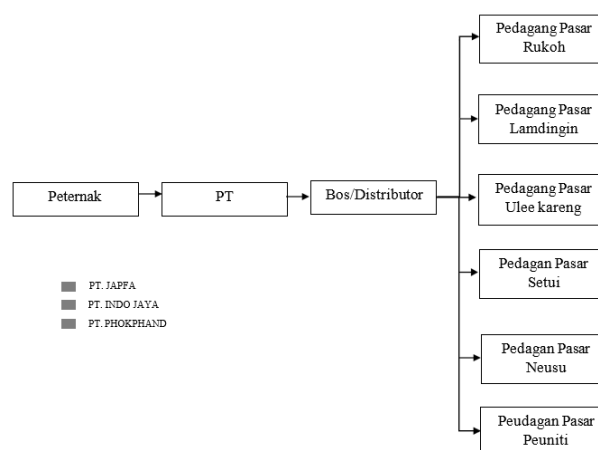 Pedagang Pasar
Rukoh
Pedagang Pasar
Lamdingin
Peternak
PT
Bos/Distributor
Pedagang Pasar
Ulee kareng
Pedagan Pasar
Setui
PT. JAPFA
PT. INDO JAYA
PT. PHOKPHAND
Pedagan Pasar
Neusu
Peudagan Pasar
Peuniti